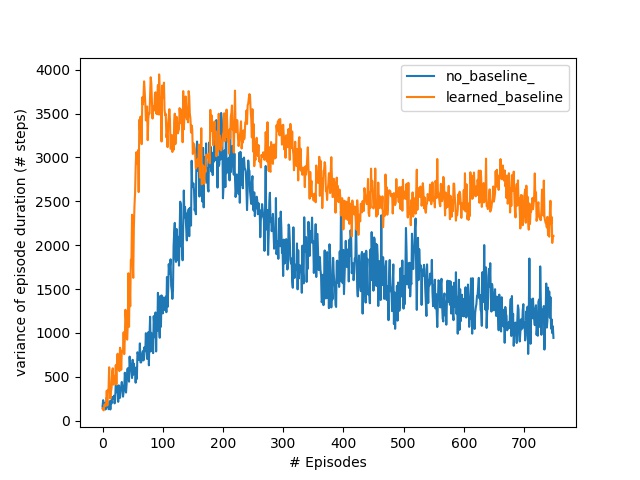 4000
3500
3000
2500
2000
1500
1000
500
0
variance of episode duration (# steps)
no_baseline_
learned_baseline
0 100 200 300 400 500 600 700
# Episodes